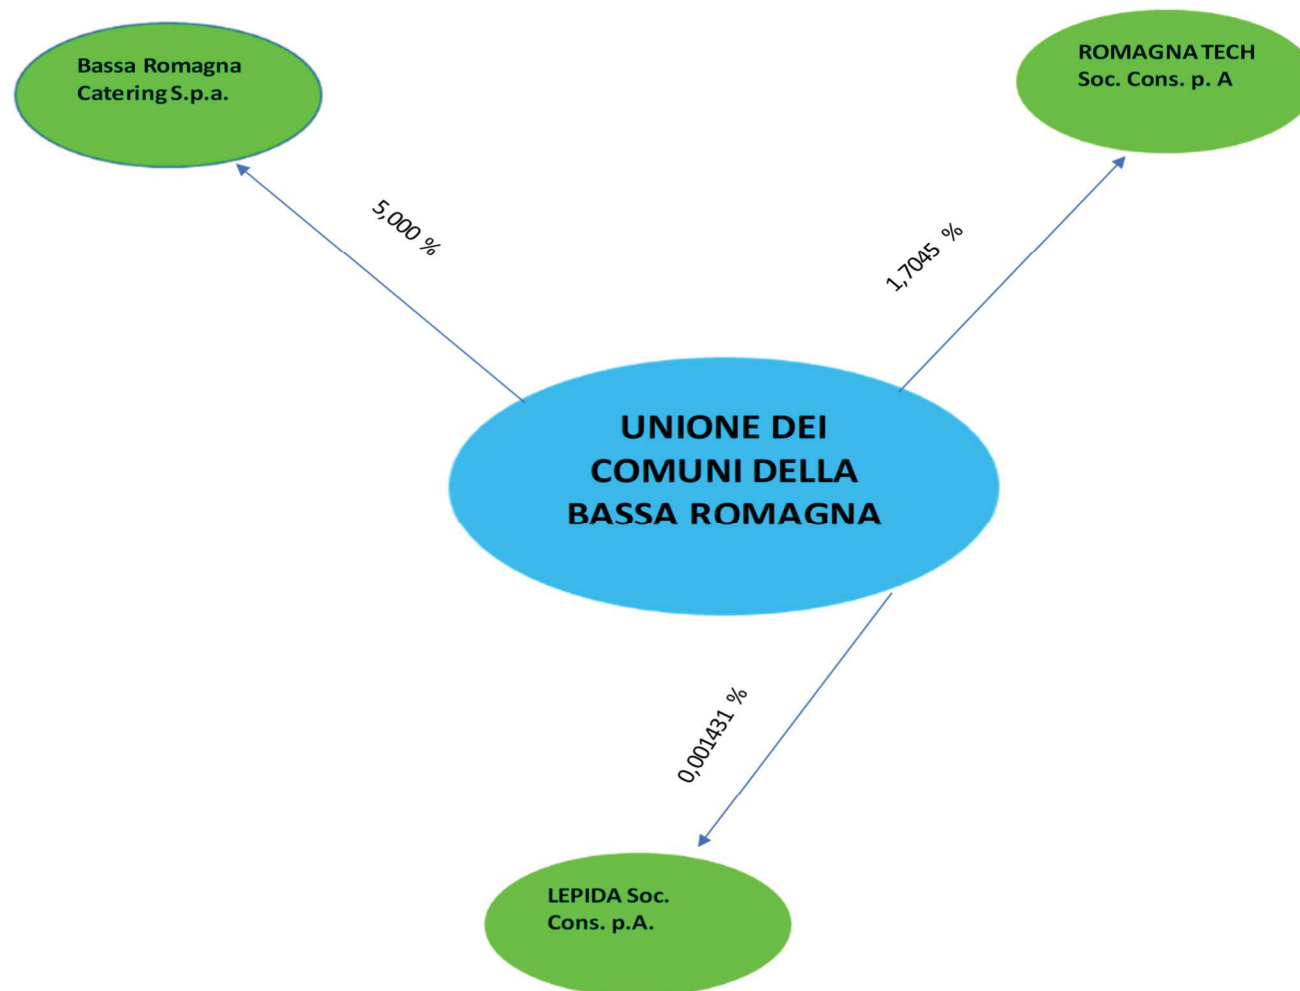 Bassa Romagna
Catering S.p.a.
ROMAGNA TECH
Soc. Cons. p. A
5,000 %
1,7045 %
UNIONE DEI
COMUNI DELLA
BASSA ROMAGNA
0,001431 %
LEPIDA Soc.
Cons. p.A.